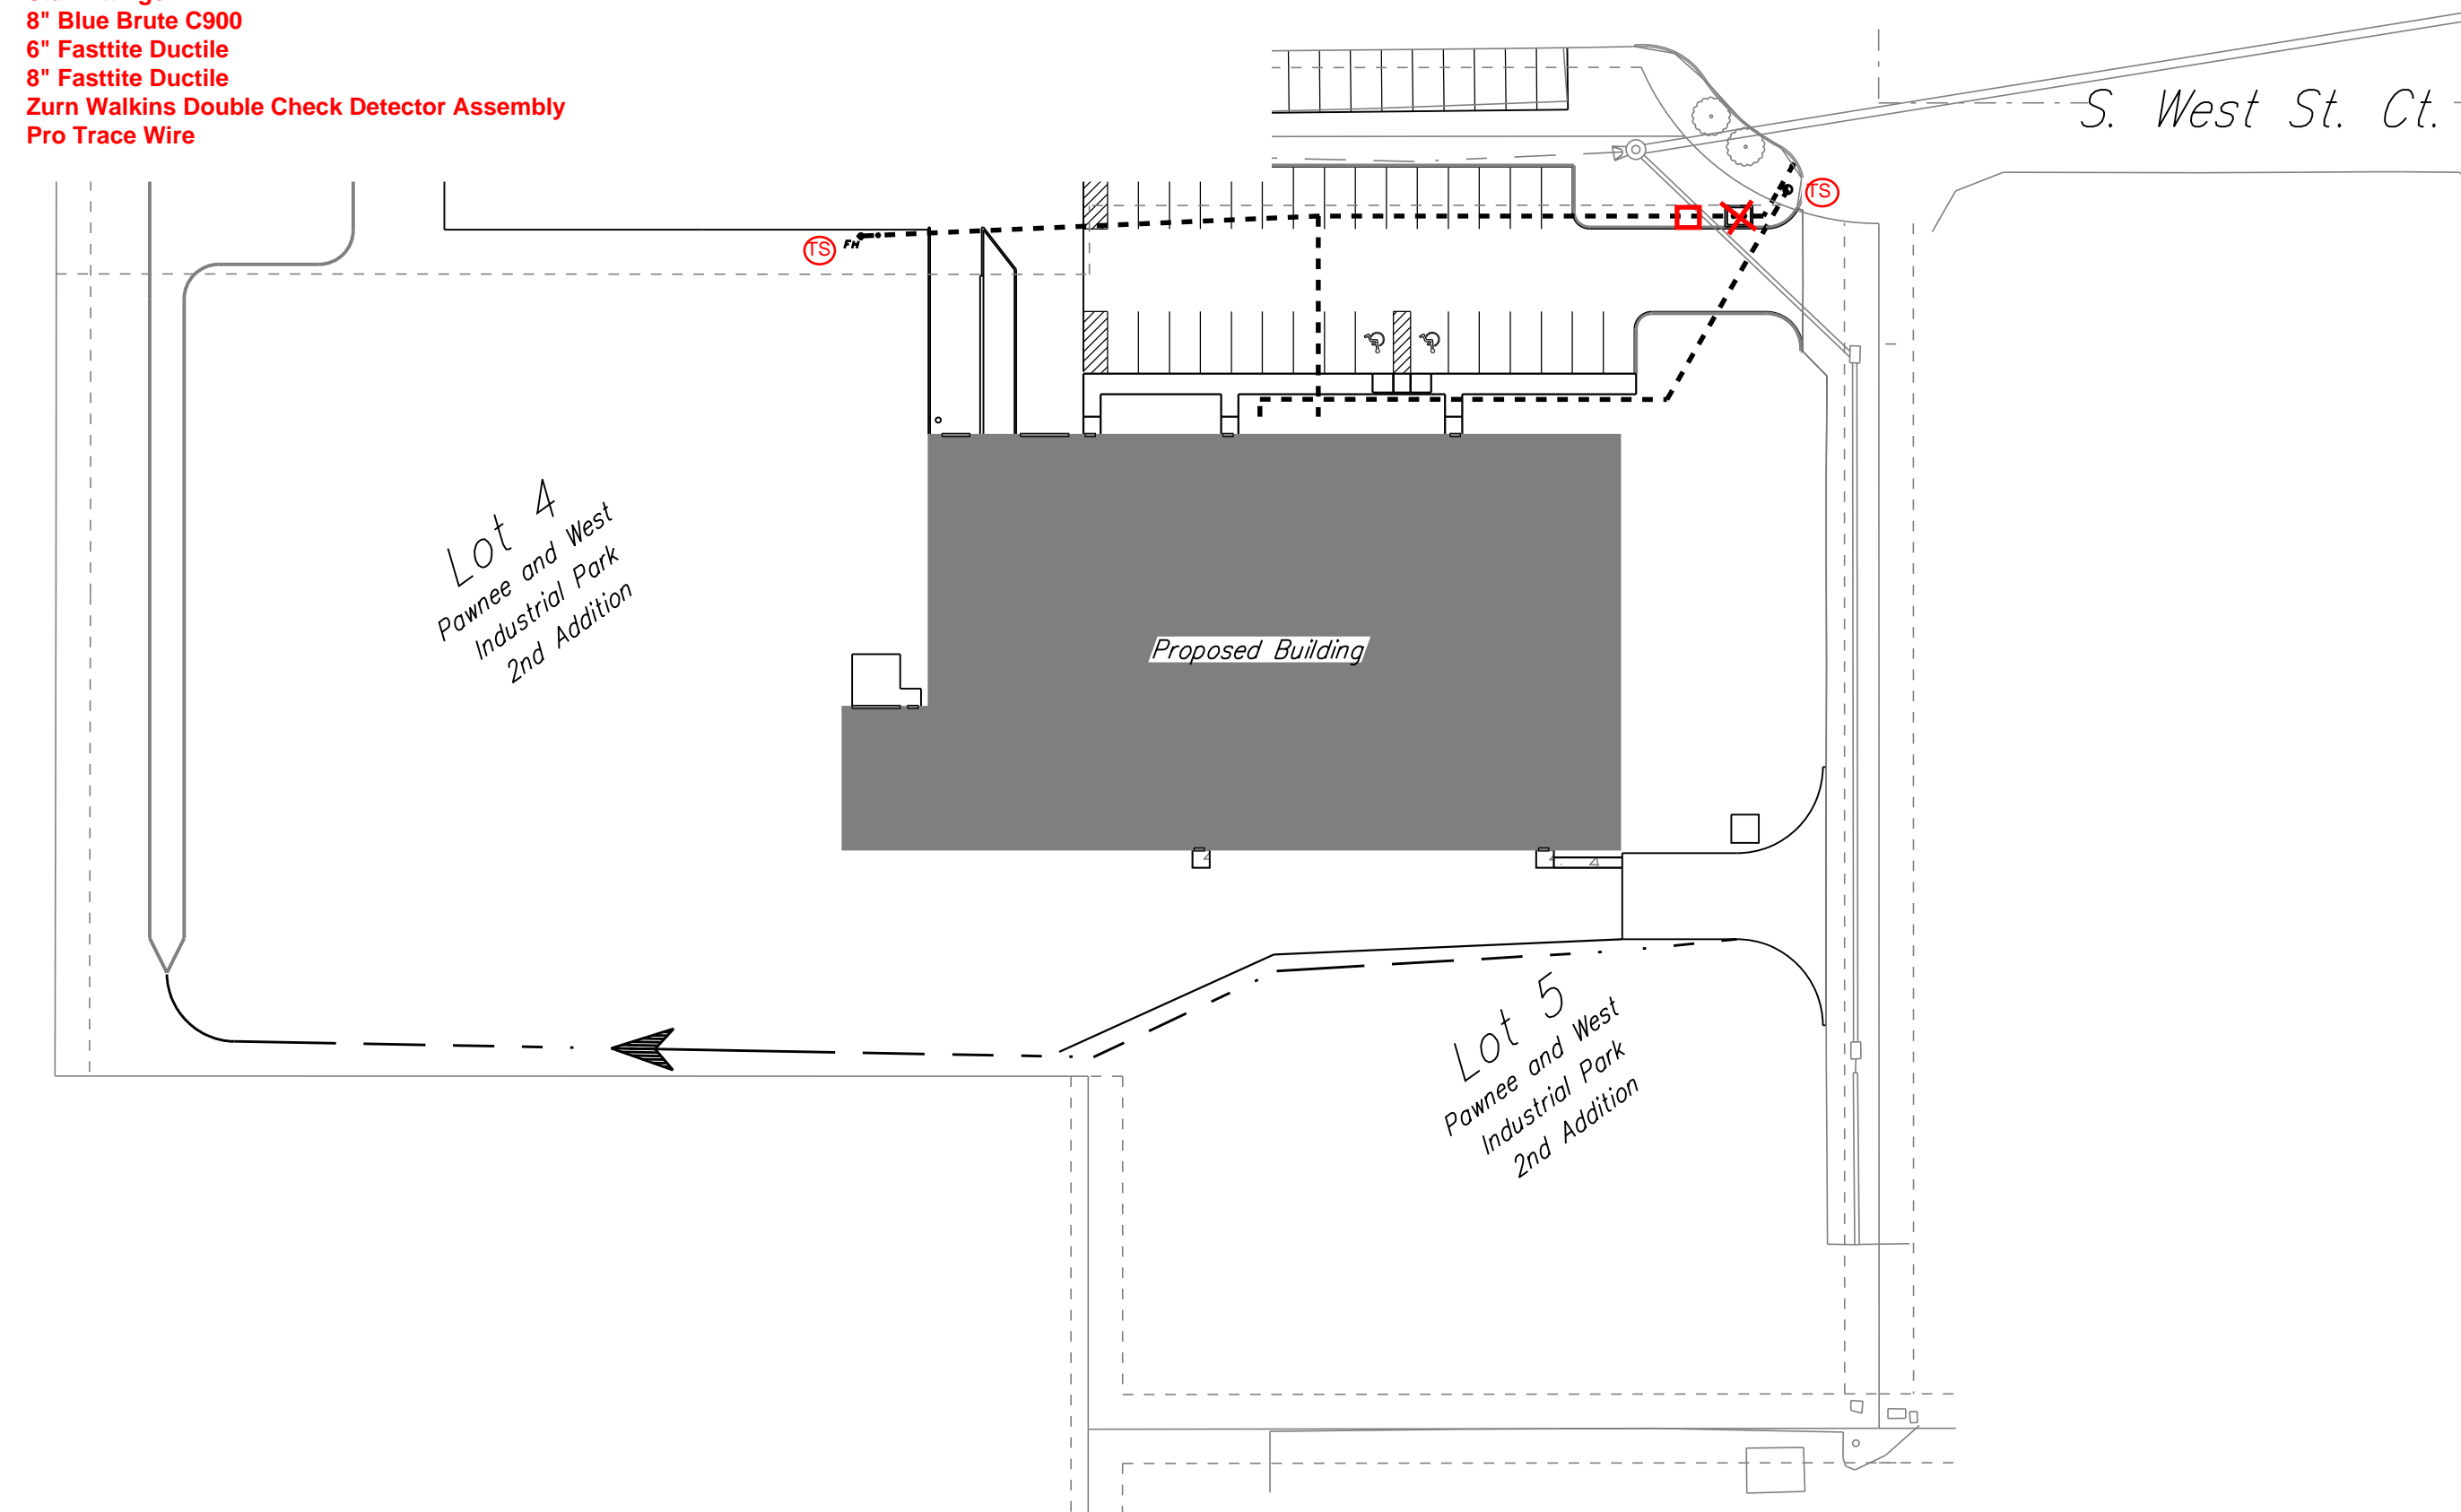 8" Blue Brute C900
6" Fasttite Ductile
8" Fasttite Ductile
Zurn Walkins Double Check Detector Assembly
Pro Trace Wire
S. West St. Ct.
TS
TS
FH
Lot 4
Pawnee and West
Industrial Park
2nd Addition
Proposed Building
Lot 5
Pawnee and West
Industrial Park
2nd Addition